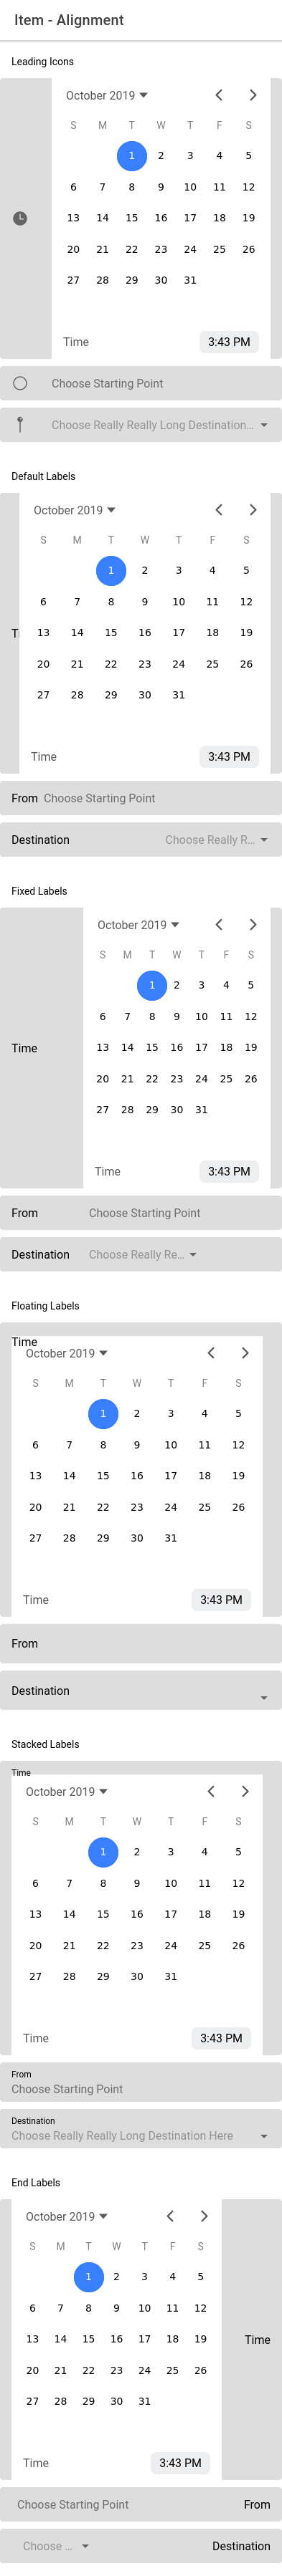 Item - Alignment
Leading Icons
October 2019
S M T W T F S
1 2 3 4 5
6 7 8 9 10 11 12
13 14 15 16 17 18 19
20 21 22 23 24 25 26
27 28 29 30 31
Time 3:43 PM
Choose Starting Point
Choose Really Really Long Destination...
Default Labels
October 2019
S M T W T F S
1 2 3 4 5
6 7 8 9 10 11 12
13 14 15 16 17 18 19
20 21 22 23 24 25 26
27 28 29 30 31
Time 3:43 PM
From Choose Starting Point
Destination Choose Really R...
Fixed Labels
October 2019
S M T W T F S
1 2 3 4 5
6 7 8 9 10 11 12
Time 13 14 15 16 17 18 19
20 21 22 23 24 25 26
27 28 29 30 31
Time 3:43 PM
From Choose Starting Point
Destination Choose Really Re...
Floating Labels
Time
October 2019
S M T W T F S
1 2 3 4 5
6 7 8 9 10 11 12
13 14 15 16 17 18 19
20 21 22 23 24 25 26
27 28 29 30 31
Time 3:43 PM
From
Destination
Stacked Labels
Time
October 2019
S M T W T F S
1 2 3 4 5
6 7 8 9 10 11 12
13 14 15 16 17 18 19
20 21 22 23 24 25 26
27 28 29 30 31
Time 3:43 PM
From
Choose Starting Point
Destination
Choose Really Really Long Destination Here
End Labels
October 2019
S M T W T F S
1 2 3 4 5
6 7 8 9 10 11 12
13 14 15 16 17 18 19 Time
20 21 22 23 24 25 26
27 28 29 30 31
Time 3:43 PM
Choose Starting Point From
Choose ... Destination